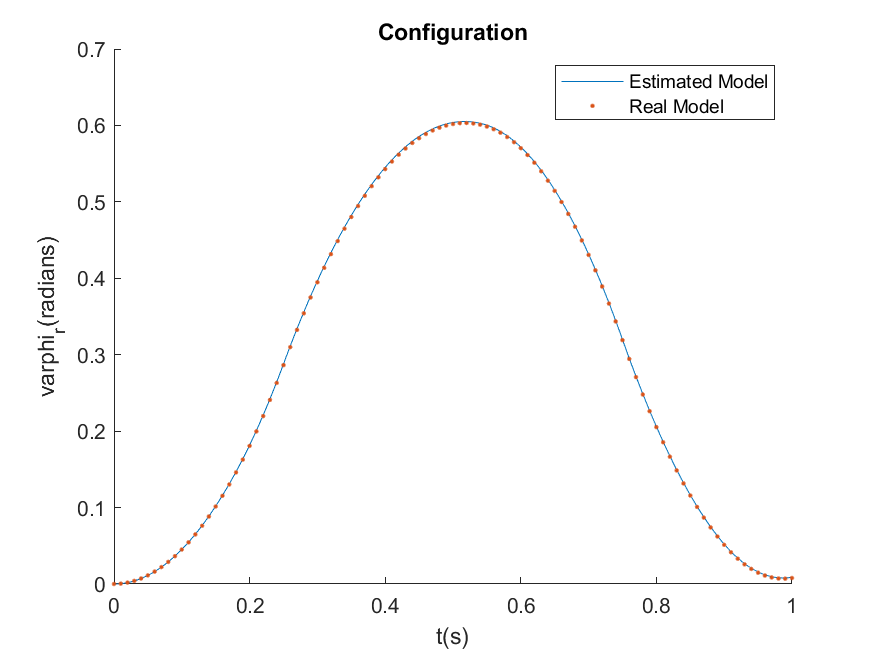 Configuration
0.7
Estimated Model
Real Model
0.6
0.5
0.4
0.3
0.2
0.1
0
varphi_r(radians)
0 0.2 0.4 0.6 0.8 1
t(s)